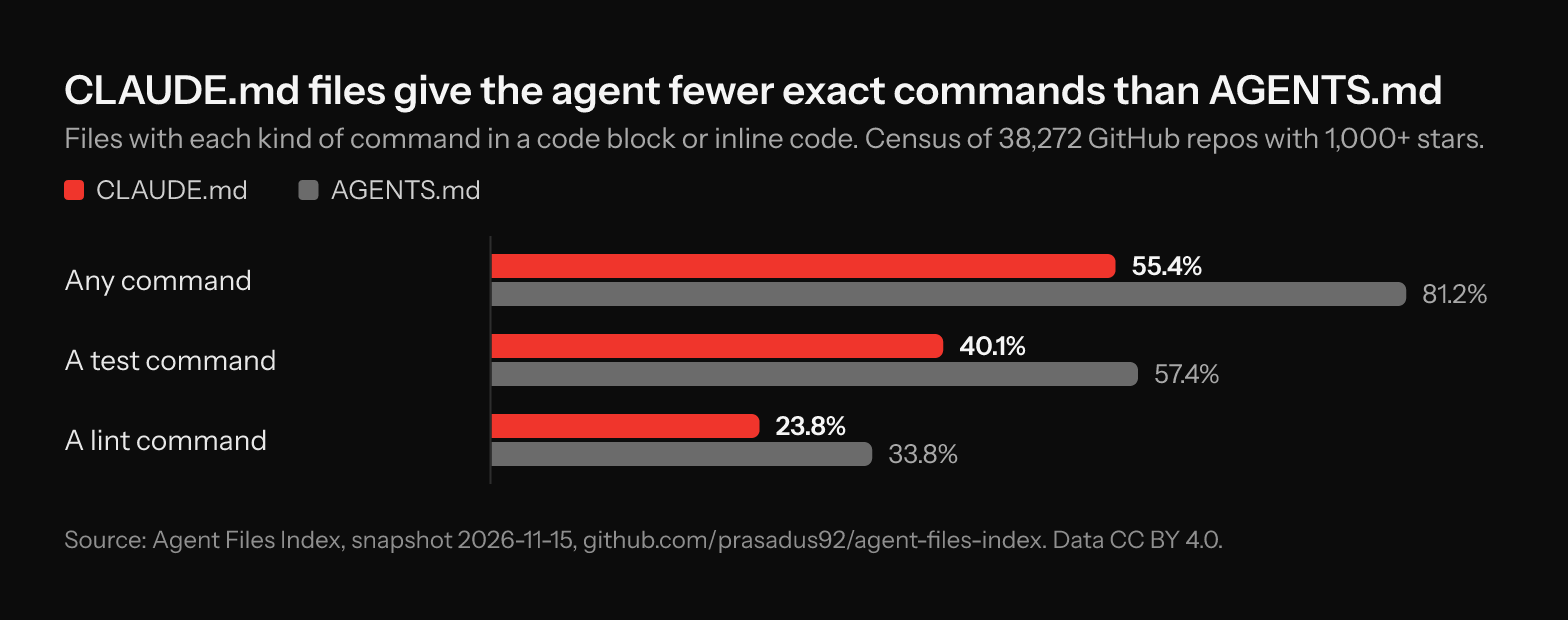 CLAUDE.md files give the agent fewer exact commands than AGENTS.md
Files with each kind of command in a code block or inline code. Census of 38,272 GitHub repos with 1,000+ stars.
CLAUDE.md AGENTS.md
Any command
55.4%
81.2%
A test command
40.1%
57.4%
A lint command
23.8%
33.8%
Source: Agent Files Index, snapshot 2026-11-15, github.com/prasadus92/agent-files-index. Data CC BY 4.0.